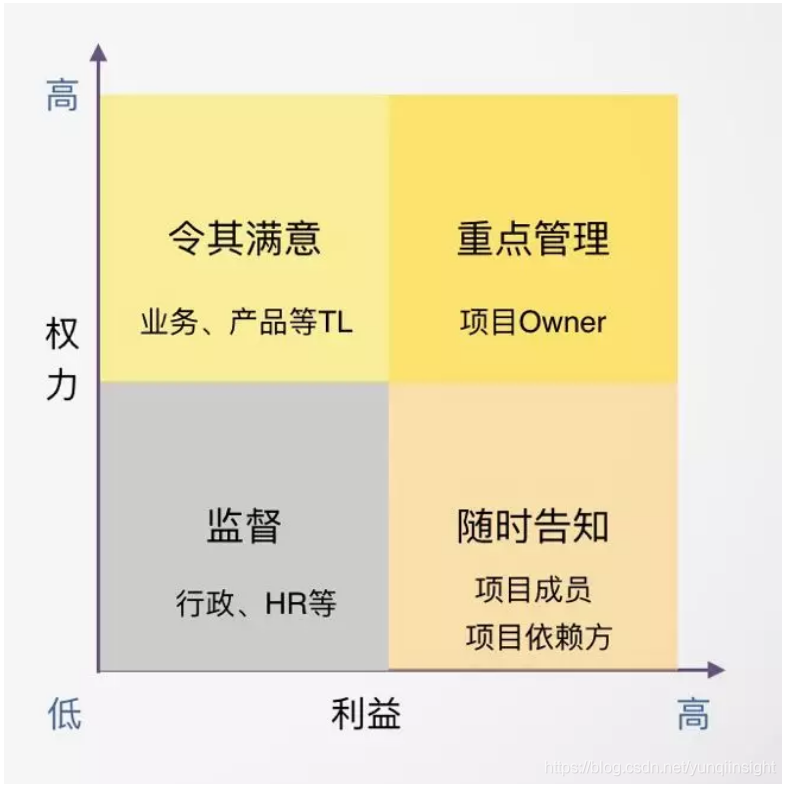 高
令其满意
重点管理
业务、产品等TL
项目Owner
权
力
监督
随时告知
行政、HR等
项目成员
项目依赖方
低
利益
高
https://blog.csdn.net/yunqiinsight